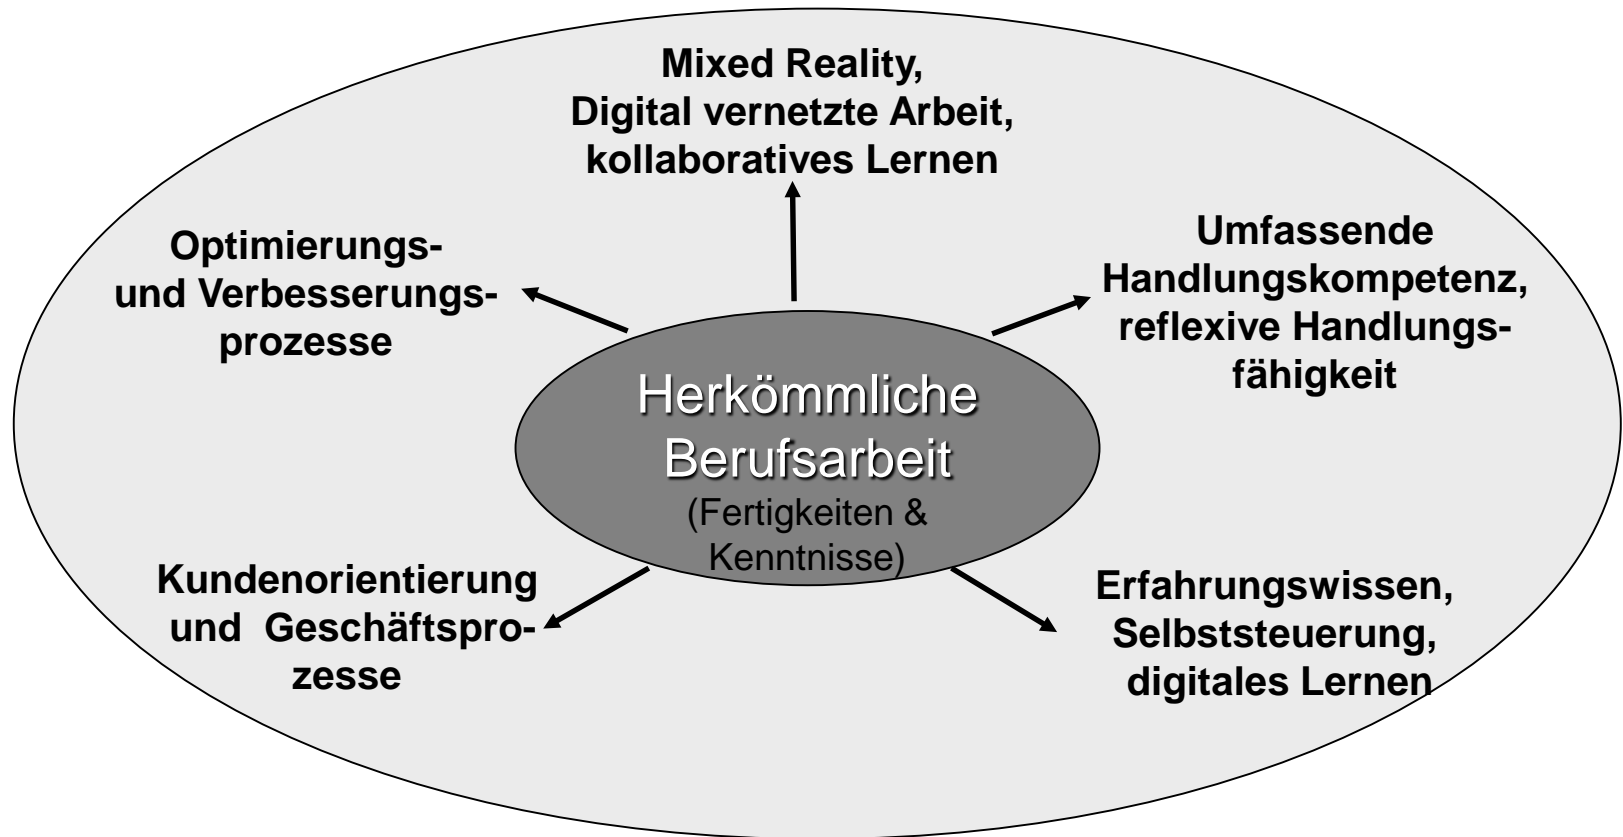 Mixed Reality,
Digital vernetzte Arbeit,
kollaboratives Lernen
Optimierungs-
und Verbesserungs-
prozesse
Umfassende
Handlungskompetenz,
reflexive Handlungs-
fähigkeit
Herkömmliche
Berufsarbeit
(Fertigkeiten &
Kenntnisse)
Kundenorientierung
und  Geschäftspro-
zesse
Erfahrungswissen,
Selbststeuerung,
digitales Lernen